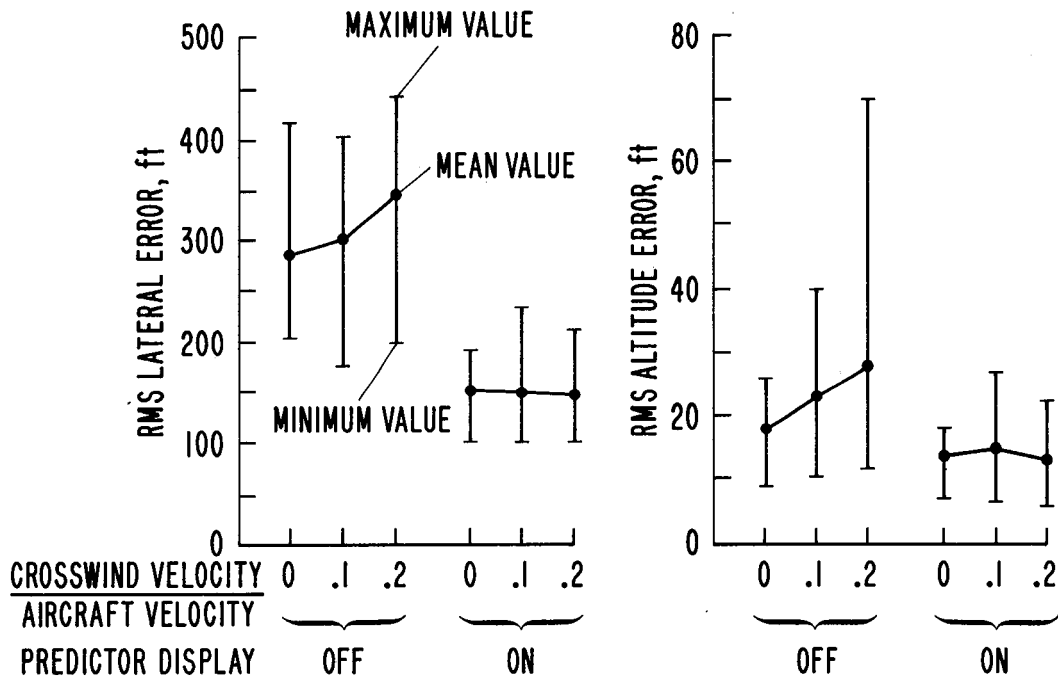 MAXIMUM VALUE
MEAN VALUE
MINIMUM VALUE
RMS LATERAL ERROR, ft
500
400
300
200
100
0
RMS ALTITUDE ERROR, ft
80
60
40
20
0
CROSSWIND VELOCITY 0 .1 .2 0 .1 .2 0 .1 .2 0 .1 .2
AIRCRAFT VELOCITY
PREDICTOR DISPLAY OFF ON OFF ON